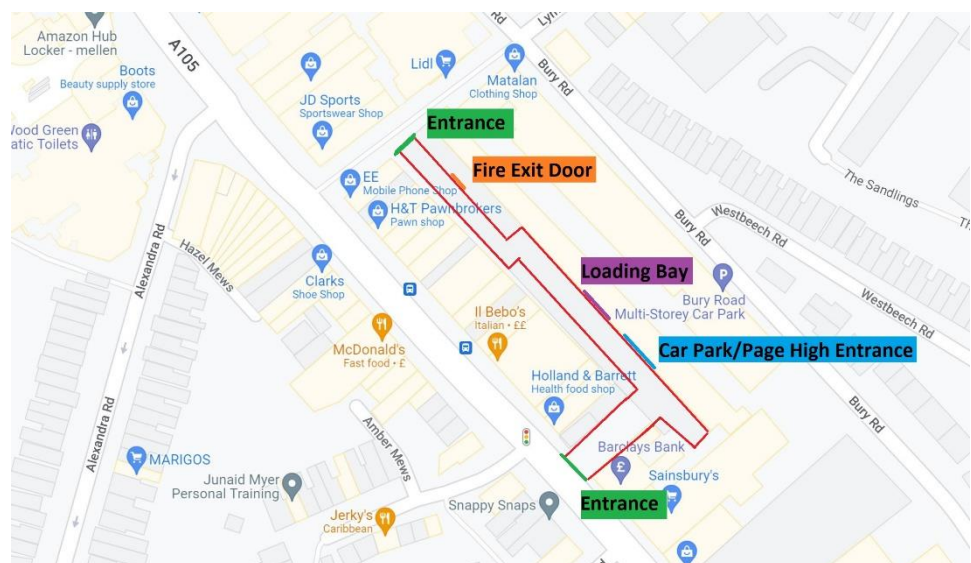 Amazon Hub
Locker - mellen
A105
Boots
Beauty supply store
Lidl
Matalan
Clothing Shop
Bury Rd
JD Sports
Sportswear Shop
Wood Green
Entrance
Fire Exit Door
EE
Mobile Phone Shop
H&T Pawnbrokers
Pawn shop
The Sandlings
Bury Rd
Westbeech Rd
Alexandra Rd
Hazel Mews
Clarks
Shoe Shop
Loading Bay
Bury Road
Multi-Storey Car Park
Westbeech Rd
Il Bebo's
Italian • ££
McDonald's
Fast food • £
Car Park/Page High Entrance
Holland & Barrett
Health food shop
Bury Rd
Alexandra Rd
Amber Mews
Barclays Bank
MARIGOS
Junaid Myer
Personal Training
Sainsbury's
Snappy Snaps
Entrance
Jerky's
Caribbean